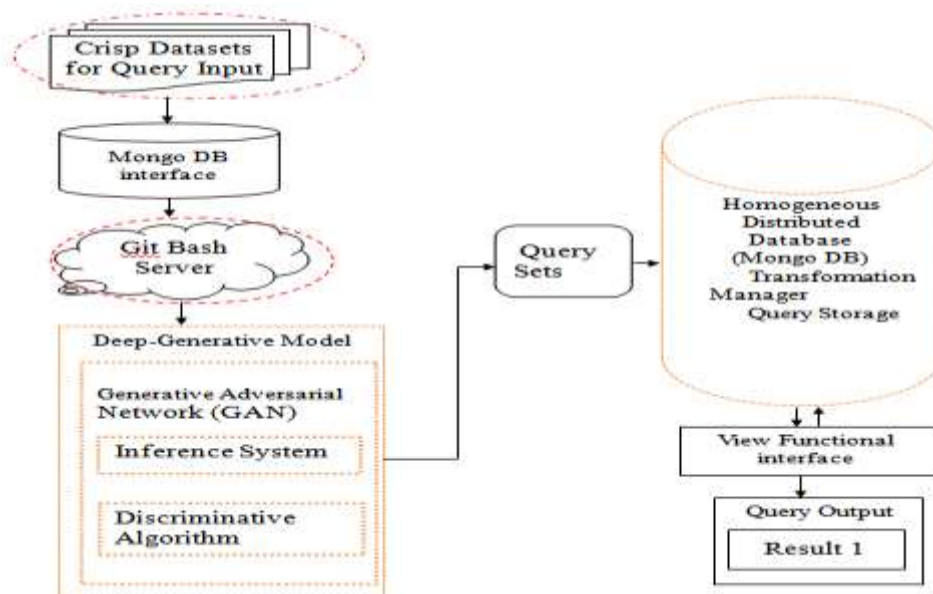 Crisp Datasets
for Query Input
Mongo DB
interface
Git Bash
Server
Deep-Generative Model
Generative Adversarial
Network (GAN)
Inference System
Discriminative
Algorithm
Query
Sets
Homogeneous
Distributed
Database
(Mongo DB)
Transformation
Manager
Query Storage
View Functional
interface
Query Output
Result 1